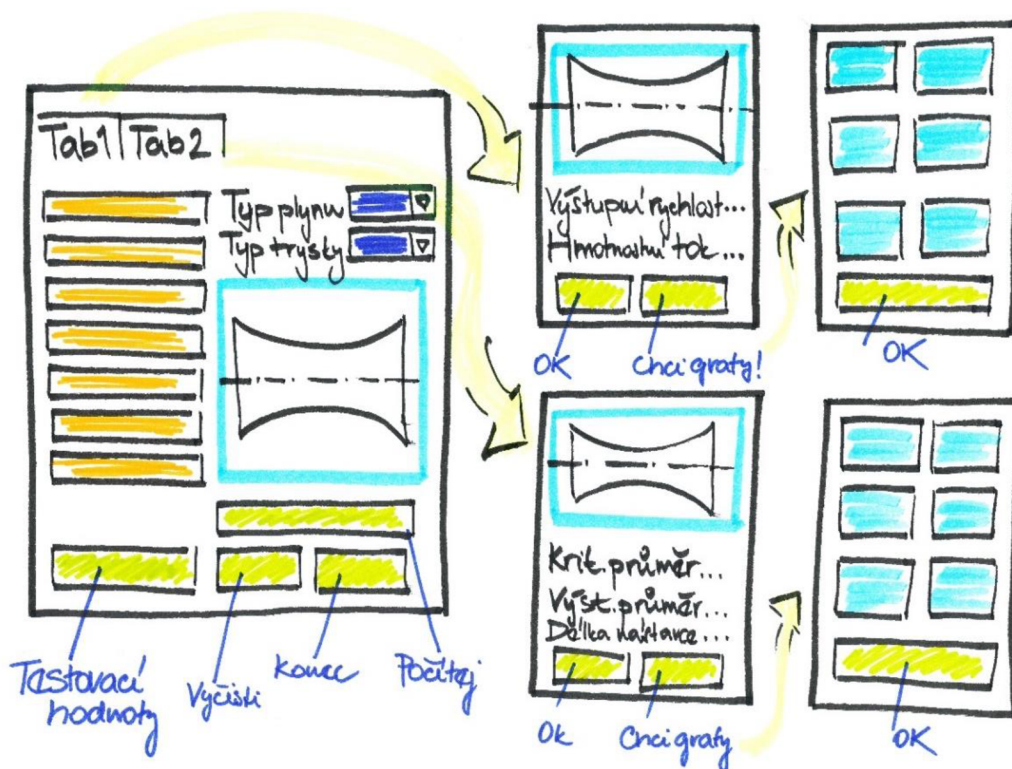 Tab1 Tab2
Typ plynu
Typ trysky
Testovací
hodnoty
Vyčisti
Konec
Počítej
Výstupní rychlost...
Hmotnostní tok...
OK
Chci grafy!
OK
Krit. průměr...
Výst. průměr...
Délka nástavce...
Ok
Chci grafy
OK